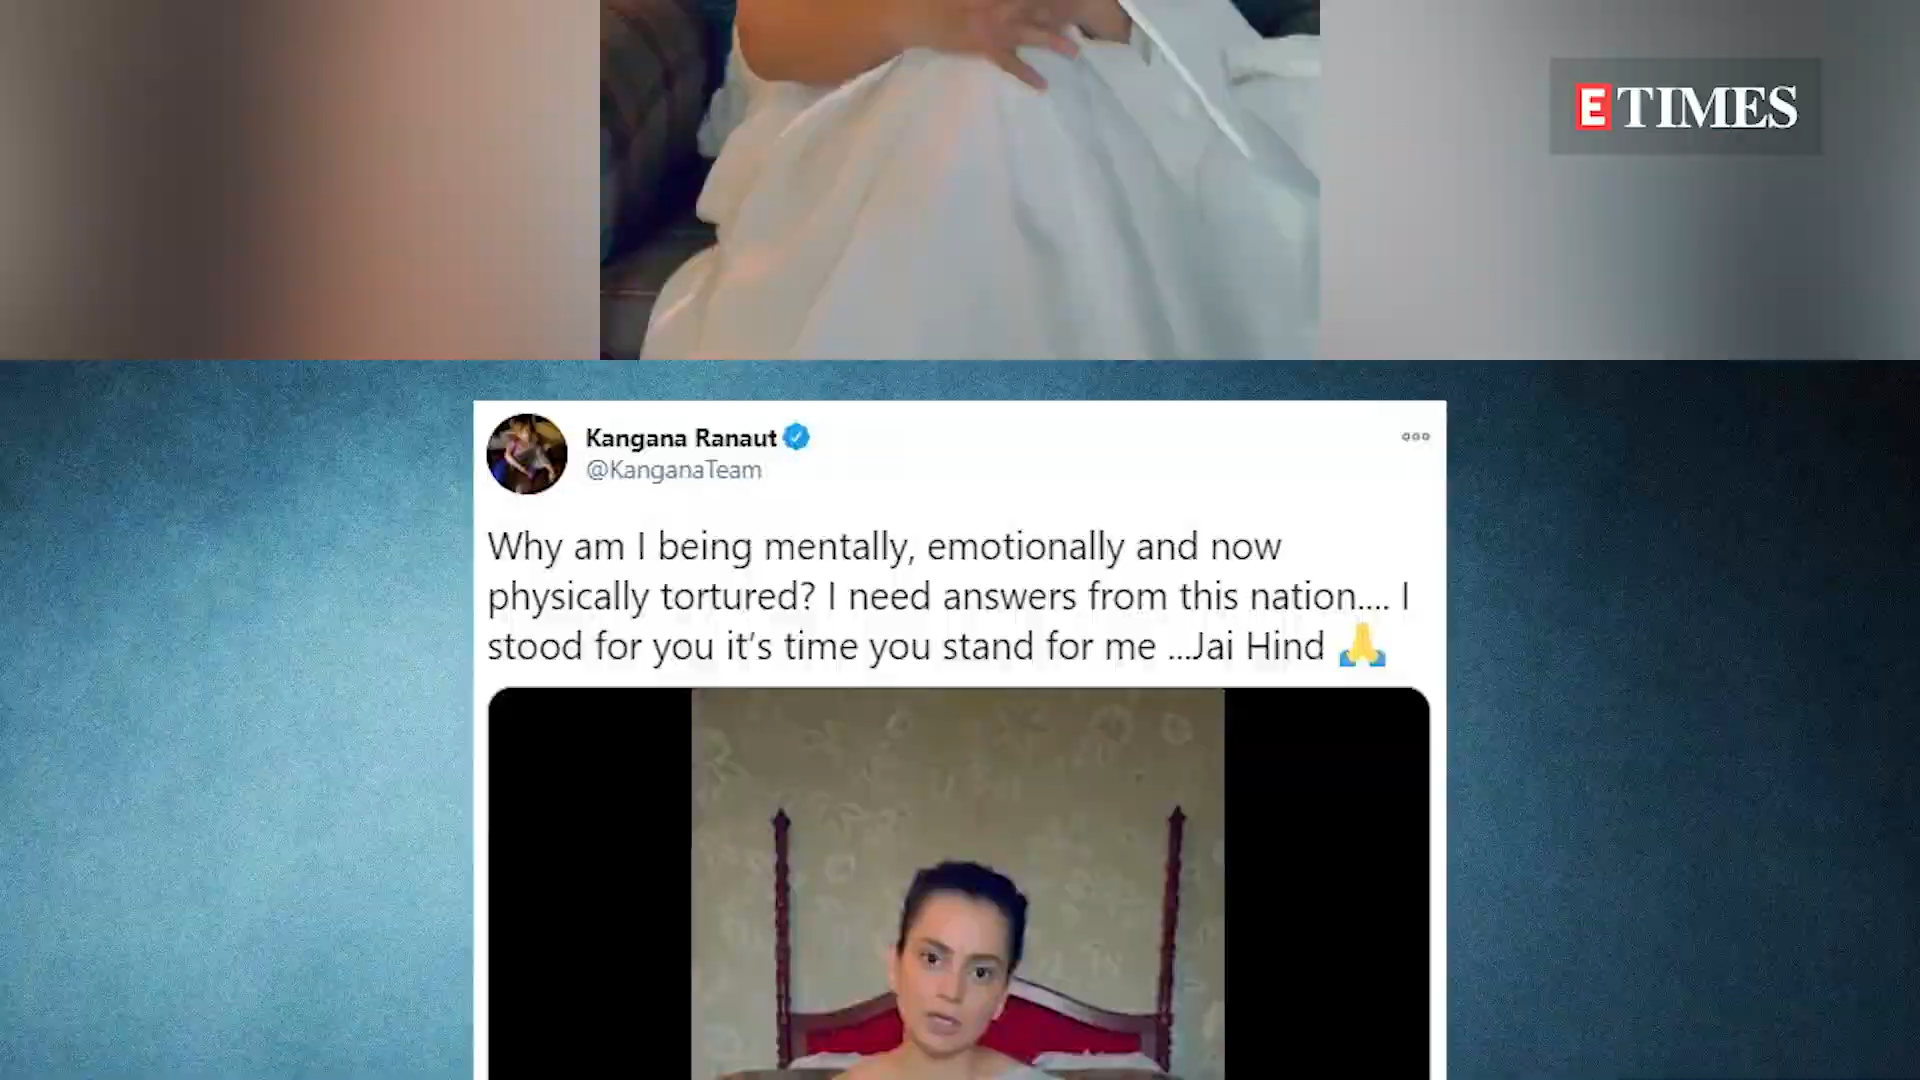 E TIMES
Kangana Ranaut
@KanganaTeam
Why am I being mentally, emotionally and now
physically tortured? I need answers from this nation.... I
stood for you it's time you stand for me ...Jai Hind 🙏